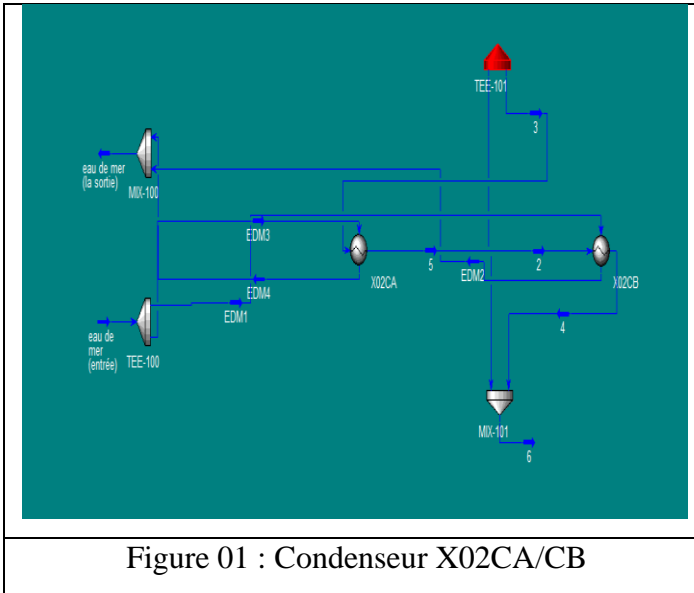 TEE-101
3
eau de mer
(la sortie)
MIX-100
EDM3
5
2
X02CA
EDM2
X02CB
EDM4
EDM1
4
eau de
mer
(entrée)
TEE-100
MIX-101
6
Figure 01 : Condenseur X02CA/CB